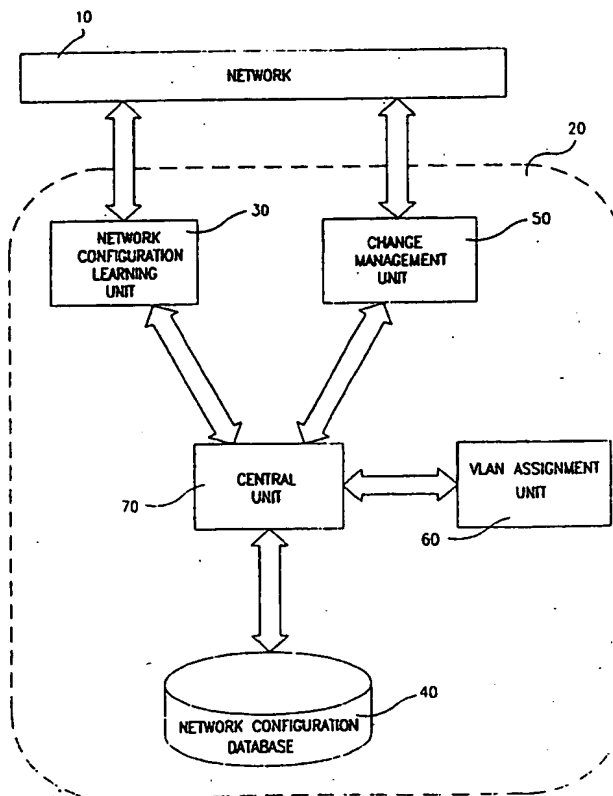 10
NETWORK
20
30
NETWORK
CONFIGURATION
LEARNING
UNIT
50
CHANGE
MANAGEMENT
UNIT
CENTRAL
UNIT
70
VLAN ASSIGNMENT
UNIT
60
40
NETWORK CONFIGURATION
DATABASE